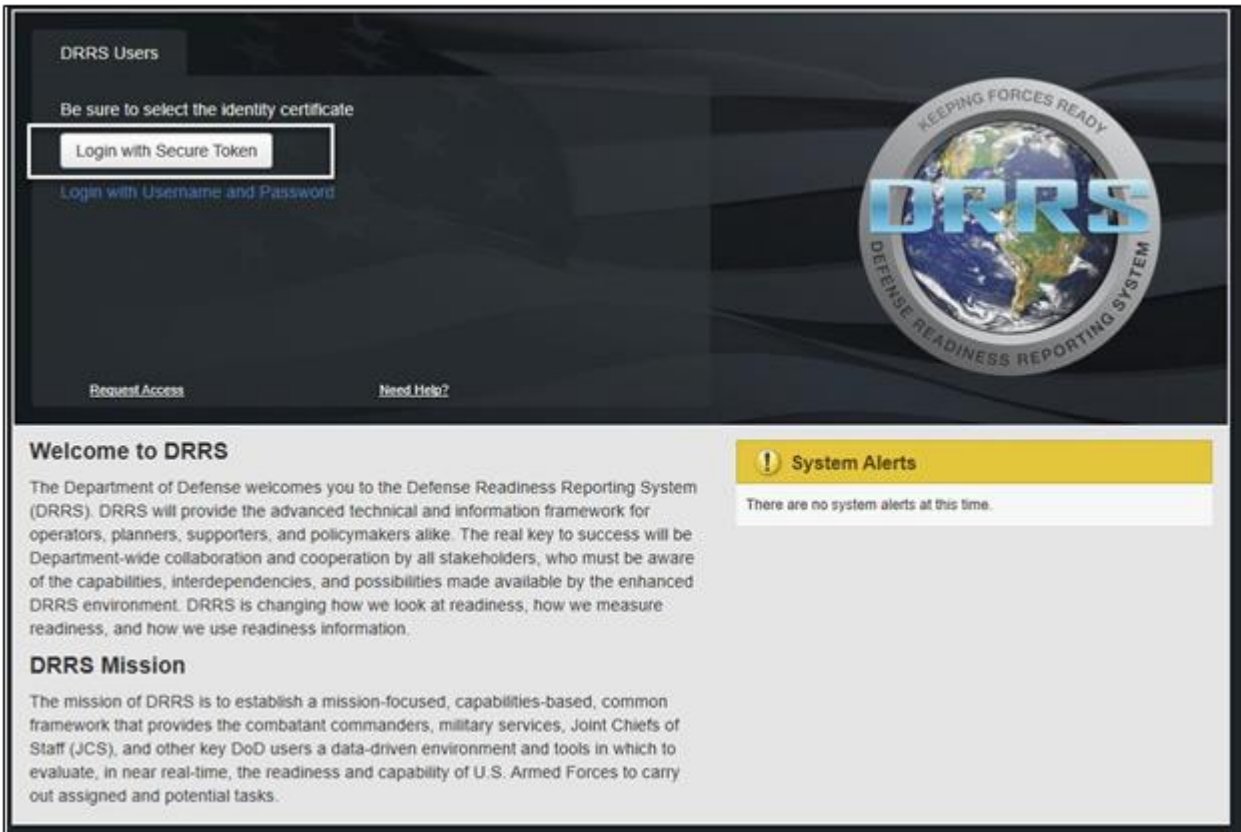 DRRS Users
Be sure to select the identity certificate
Login with Secure Token
Login with Username and Password
Request Access
Need Help?
KEEPING FORCES READY
DRRS
DEFENSE READINESS REPORTING SYSTEM
Welcome to DRRS
The Department of Defense welcomes you to the Defense Readiness Reporting System
(DRRS). DRRS will provide the advanced technical and information framework for
operators, planners, supporters, and policymakers alike. The real key to success will be
Department-wide collaboration and cooperation by all stakeholders, who must be aware
of the capabilities, interdependencies, and possibilities made available by the enhanced
DRRS environment. DRRS is changing how we look at readiness, how we measure
readiness, and how we use readiness information.
DRRS Mission
The mission of DRRS is to establish a mission-focused, capabilities-based, common
framework that provides the combatant commanders, military services, Joint Chiefs of
Staff (JCS), and other key DoD users a data-driven environment and tools in which to
evaluate, in near real-time, the readiness and capability of U.S. Armed Forces to carry
out assigned and potential tasks.
System Alerts
There are no system alerts at this time.